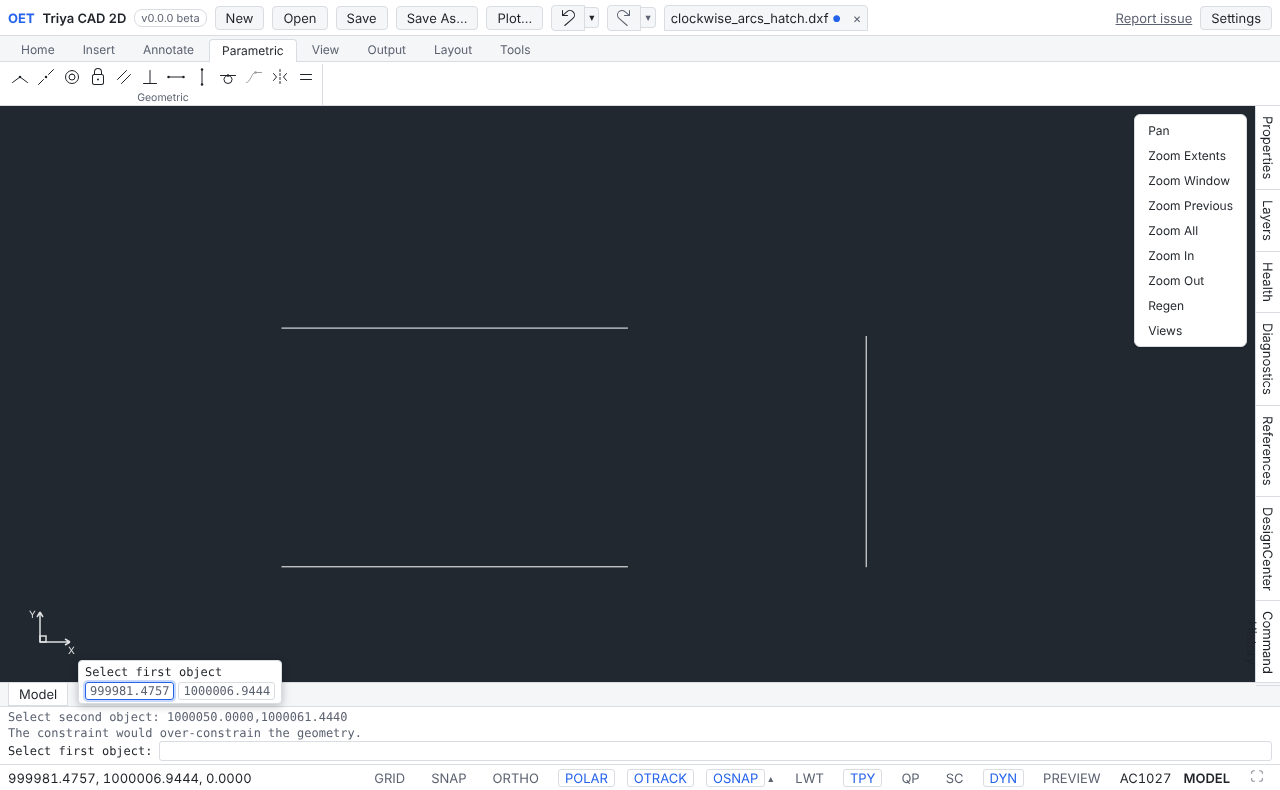 OET Triya CAD 2D v0.0.0 beta New Open Save Save As... Plot... clockwise_arcs_hatch.dxf × Report issue Settings
Home Insert Annotate Parametric View Output Layout Tools
Geometric
Pan
Zoom Extents
Zoom Window
Zoom Previous
Zoom All
Zoom In
Zoom Out
Regen
Views
Properties
Layers
Health
Diagnostics
References
DesignCenter
Command
Y
X
Select first object
999981.4757 1000006.9444
Model
Select second object: 1000050.0000,1000061.4440
The constraint would over-constrain the geometry.
Select first object:
999981.4757, 1000006.9444, 0.0000 GRID SNAP ORTHO POLAR OTRACK OSNAP LWT TPY QP SC DYN PREVIEW AC1027 MODEL